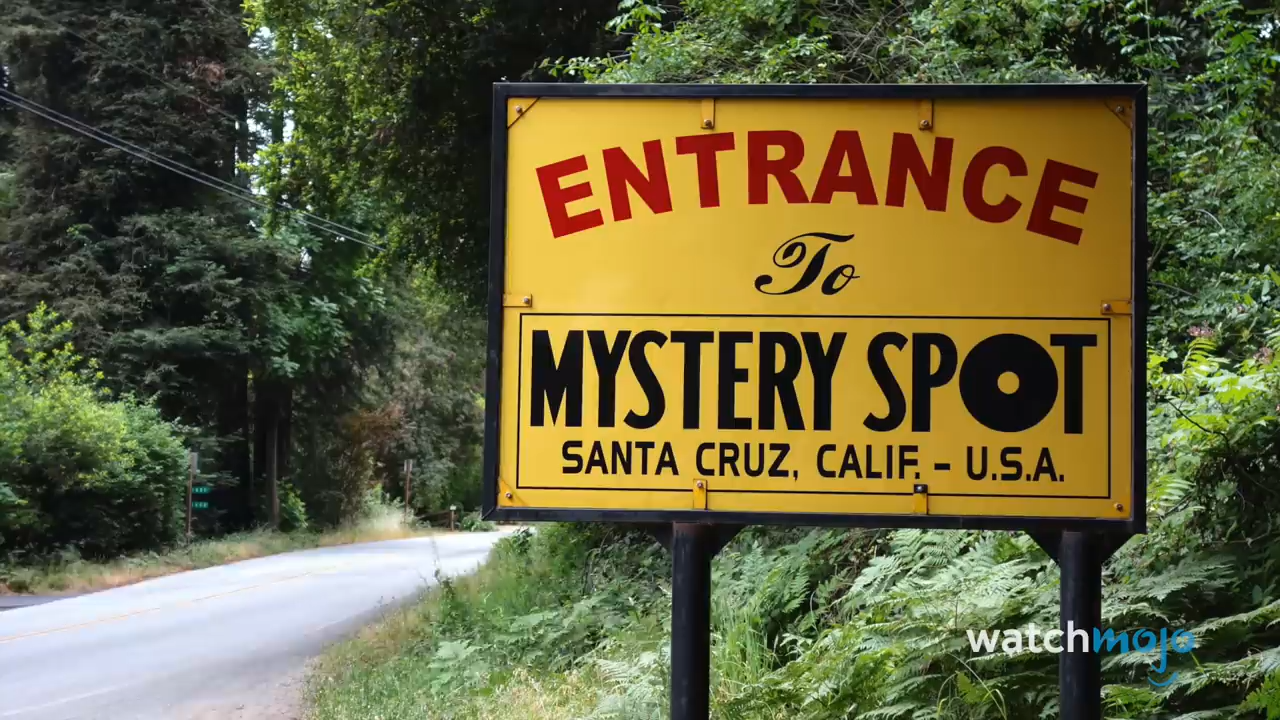 ENTRANCE
To
MYSTERY SPOT
SANTA CRUZ, CALIF. - U.S.A.
watchmojo